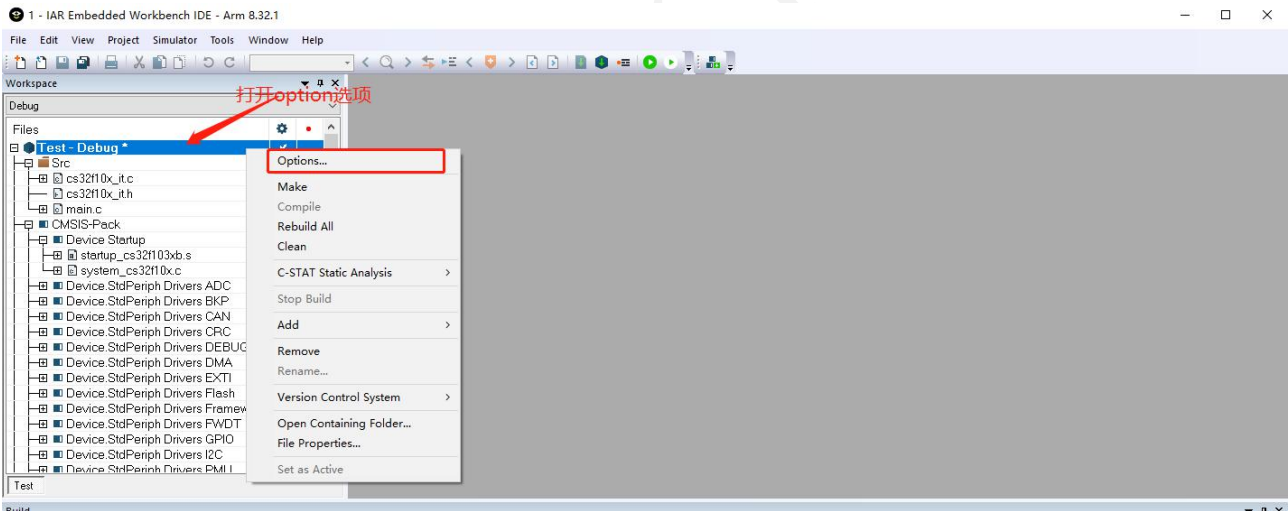 1 - IAR Embedded Workbench IDE - Arm 8.32.1
File Edit View Project Simulator Tools Window Help
Workspace
打开option选项
Debug
Files
Test - Debug *
Src
cs32f10x_it.c
cs32f10x_it.h
main.c
CMSIS-Pack
Device Startup
startup_cs32f103xb.s
system_cs32f10x.c
Device.StdPeriph Drivers ADC
Device.StdPeriph Drivers BKP
Device.StdPeriph Drivers CAN
Device.StdPeriph Drivers CRC
Device.StdPeriph Drivers DEBUG
Device.StdPeriph Drivers DMA
Device.StdPeriph Drivers EXTI
Device.StdPeriph Drivers Flash
Device.StdPeriph Drivers Framew
Device.StdPeriph Drivers FWDT
Device.StdPeriph Drivers GPIO
Device.StdPeriph Drivers I2C
Device.StdPeriph Drivers PMU
Test
Options...
Make
Compile
Rebuild All
Clean
C-STAT Static Analysis
Stop Build
Add
Remove
Rename...
Version Control System
Open Containing Folder...
File Properties...
Set as Active
Build